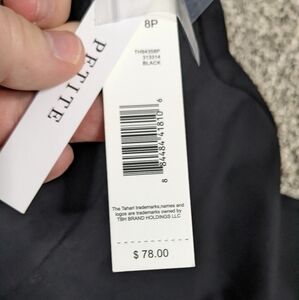 8P
TH8435BP
313314
BLACK
PETITE
8 84484 41810 6
The Tahari trademarks,names and
logos are trademarks owned by
TBH BRAND HOLDINGS LLC
$ 78.00